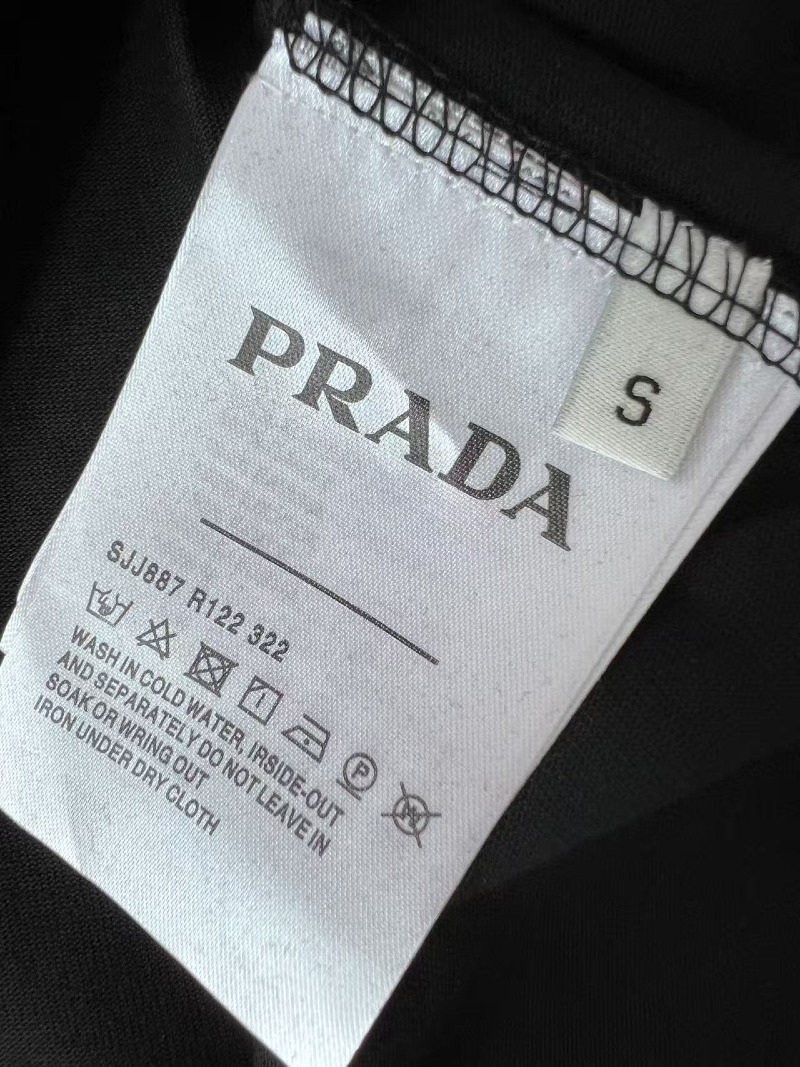 PRADA
S
SJJ887 R122 322
WASH IN COLD WATER, IRSIDE-OUT
AND SEPARATELY DO NOT LEAVE IN
SOAK OR WRING OUT
IRON UNDER DRY CLOTH